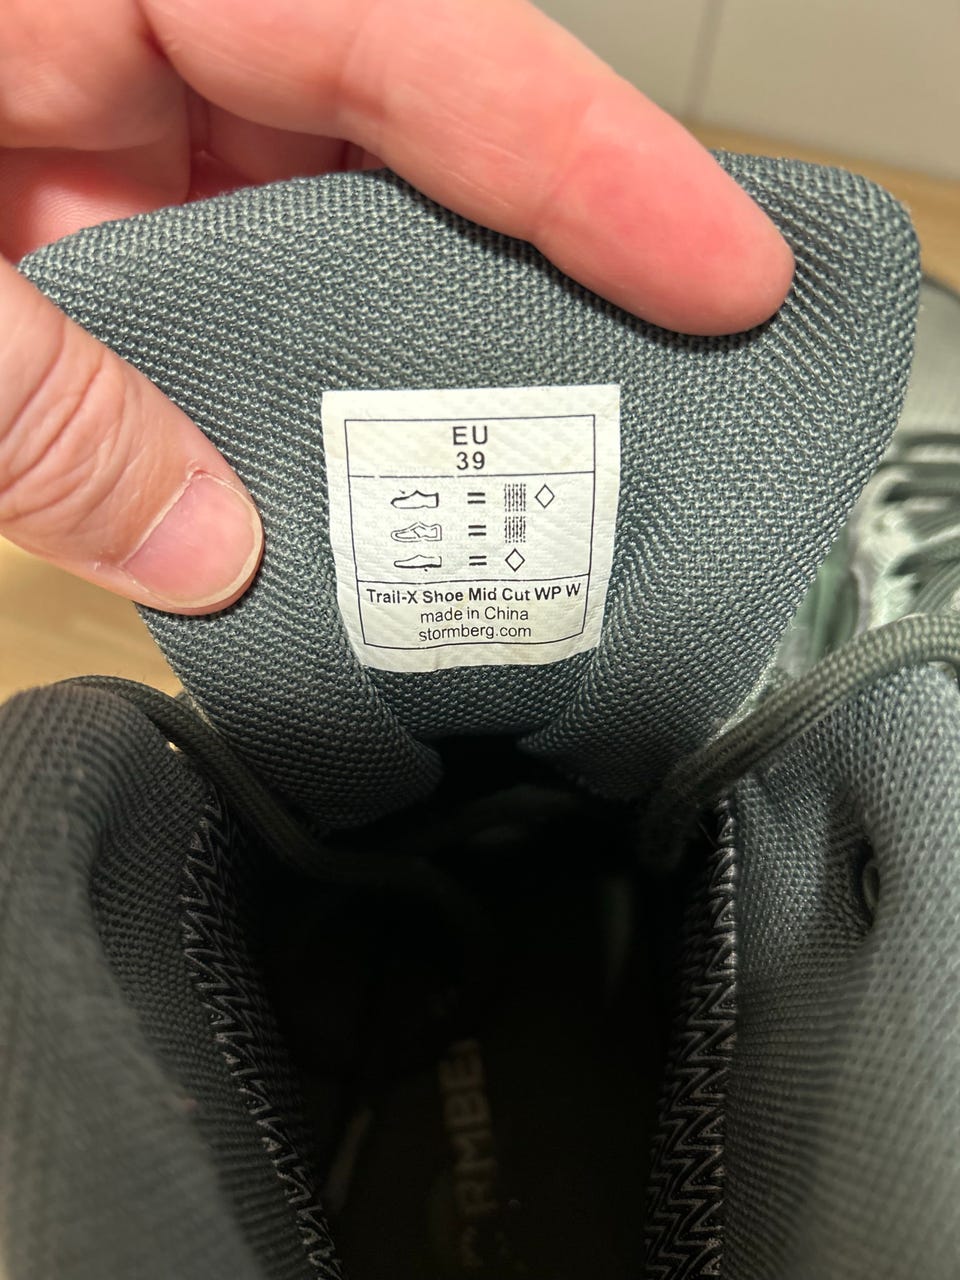 EU
39
=
=
=
Trail-X Shoe Mid Cut WP W
made in China
stormberg.com